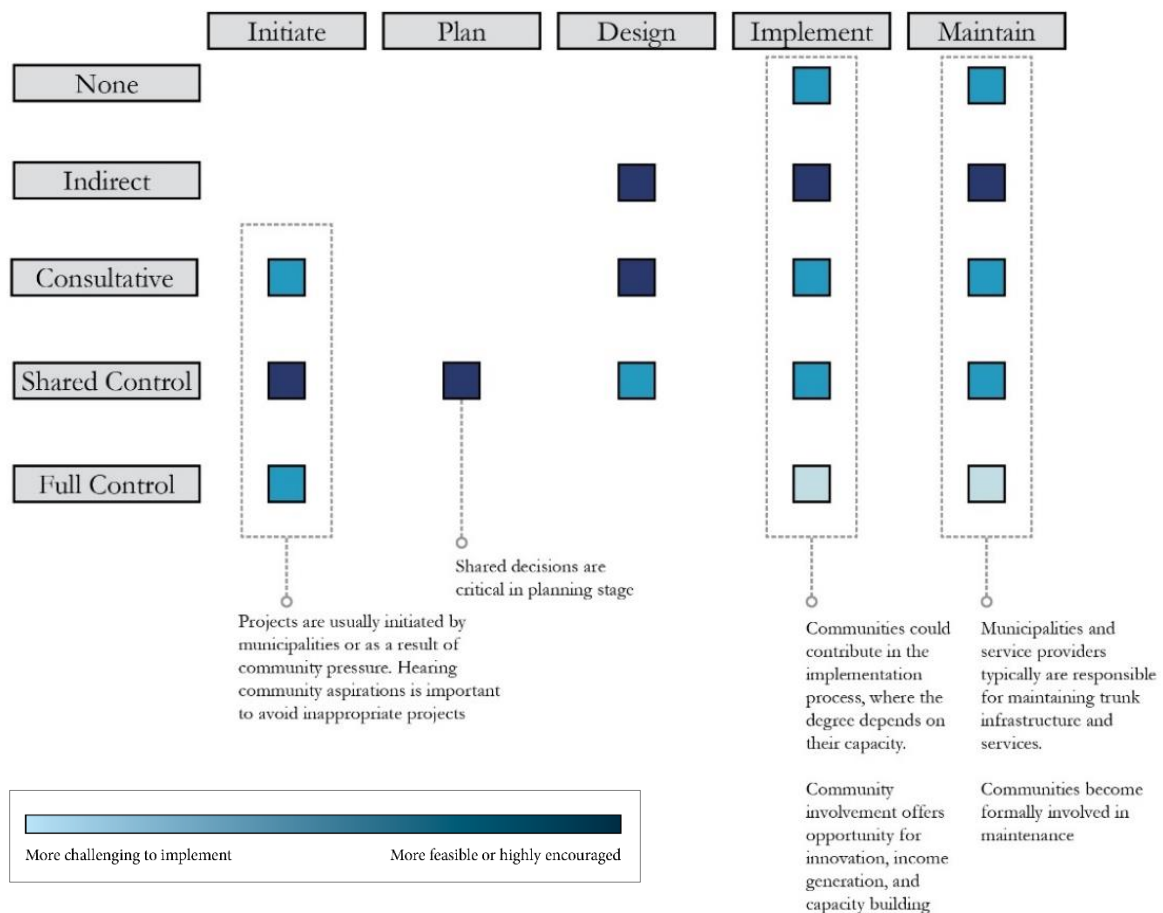 Initiate
Plan
Design
Implement
Maintain
None
Indirect
Consultative
Shared Control
Full Control
Shared decisions are
critical in planning stage
Projects are usually initiated by
municipalities or as a result of
community pressure. Hearing
community aspirations is important
to avoid inappropriate projects
Communities could
contribute in the
implementation
process, where the
degree depends on
their capacity.
Community
involvement offers
opportunity for
innovation, income
generation, and
capacity building
Municipalities and
service providers
typically are responsible
for maintaining trunk
infrastructure and
services.
Communities become
formally involved in
maintenance
More challenging to implement
More feasible or highly encouraged